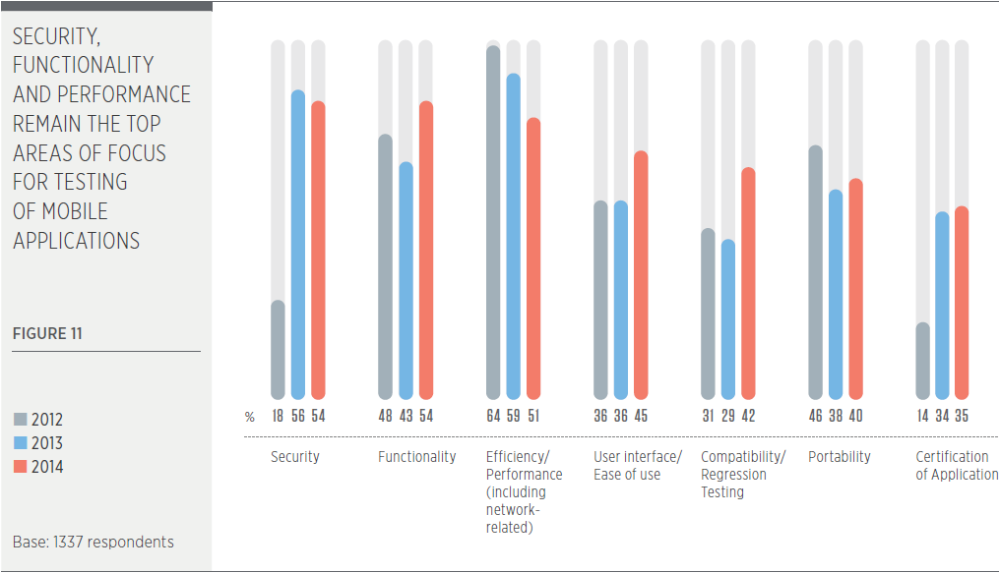 SECURITY,
FUNCTIONALITY
AND PERFORMANCE
REMAIN THE TOP
AREAS OF FOCUS
FOR TESTING
OF MOBILE
APPLICATIONS
FIGURE 11
2012
2013
2014
Base: 1337 respondents
% 18 56 54 48 43 54 64 59 51 36 36 45 31 29 42 46 38 40 14 34 35
Security
Functionality
Efficiency/
Performance
(including
network-
related)
User interface/
Ease of use
Compatibility/
Regression
Testing
Portability
Certification
of Application